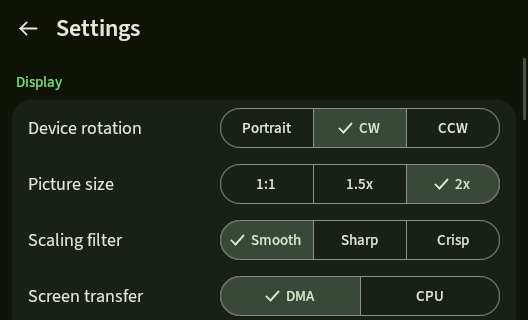 Settings
Display
Device rotation Portrait CW CCW
Picture size 1:1 1.5x 2x
Scaling filter Smooth Sharp Crisp
Screen transfer DMA CPU